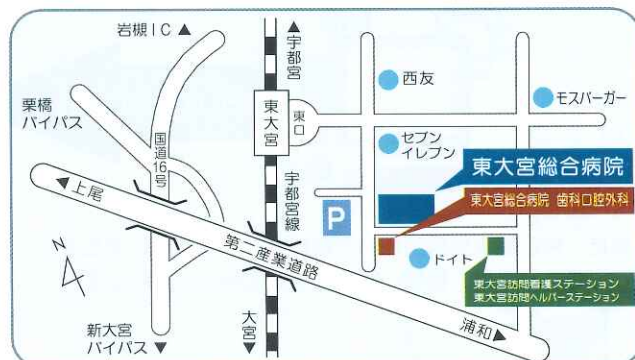 岩槻IC▲
▲宇都宮
栗橋
バイパス
国道
16号
東大宮
東口
西友
モスバーガー
セブン
イレブン
東大宮総合病院
東大宮総合病院 歯科口腔外科
◀上尾
宇都宮線
P
第二産業道路
ドイト
東大宮訪問看護ステーション
東大宮訪問ヘルパーステーション
N
新大宮
バイパス▼
大宮▼
浦和▶